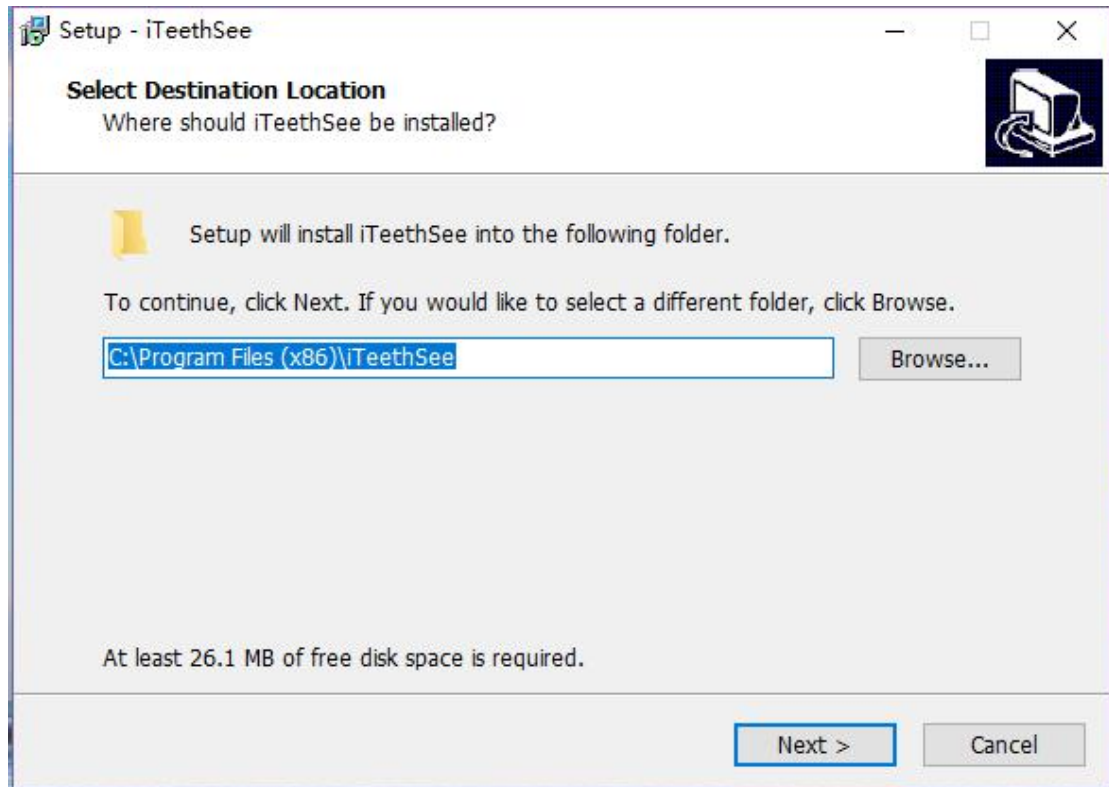 Setup - iTeethSee
Select Destination Location
Where should iTeethSee be installed?
Setup will install iTeethSee into the following folder.
To continue, click Next. If you would like to select a different folder, click Browse.
C:\Program Files (x86)\iTeethSee
Browse...
At least 26.1 MB of free disk space is required.
Next >
Cancel